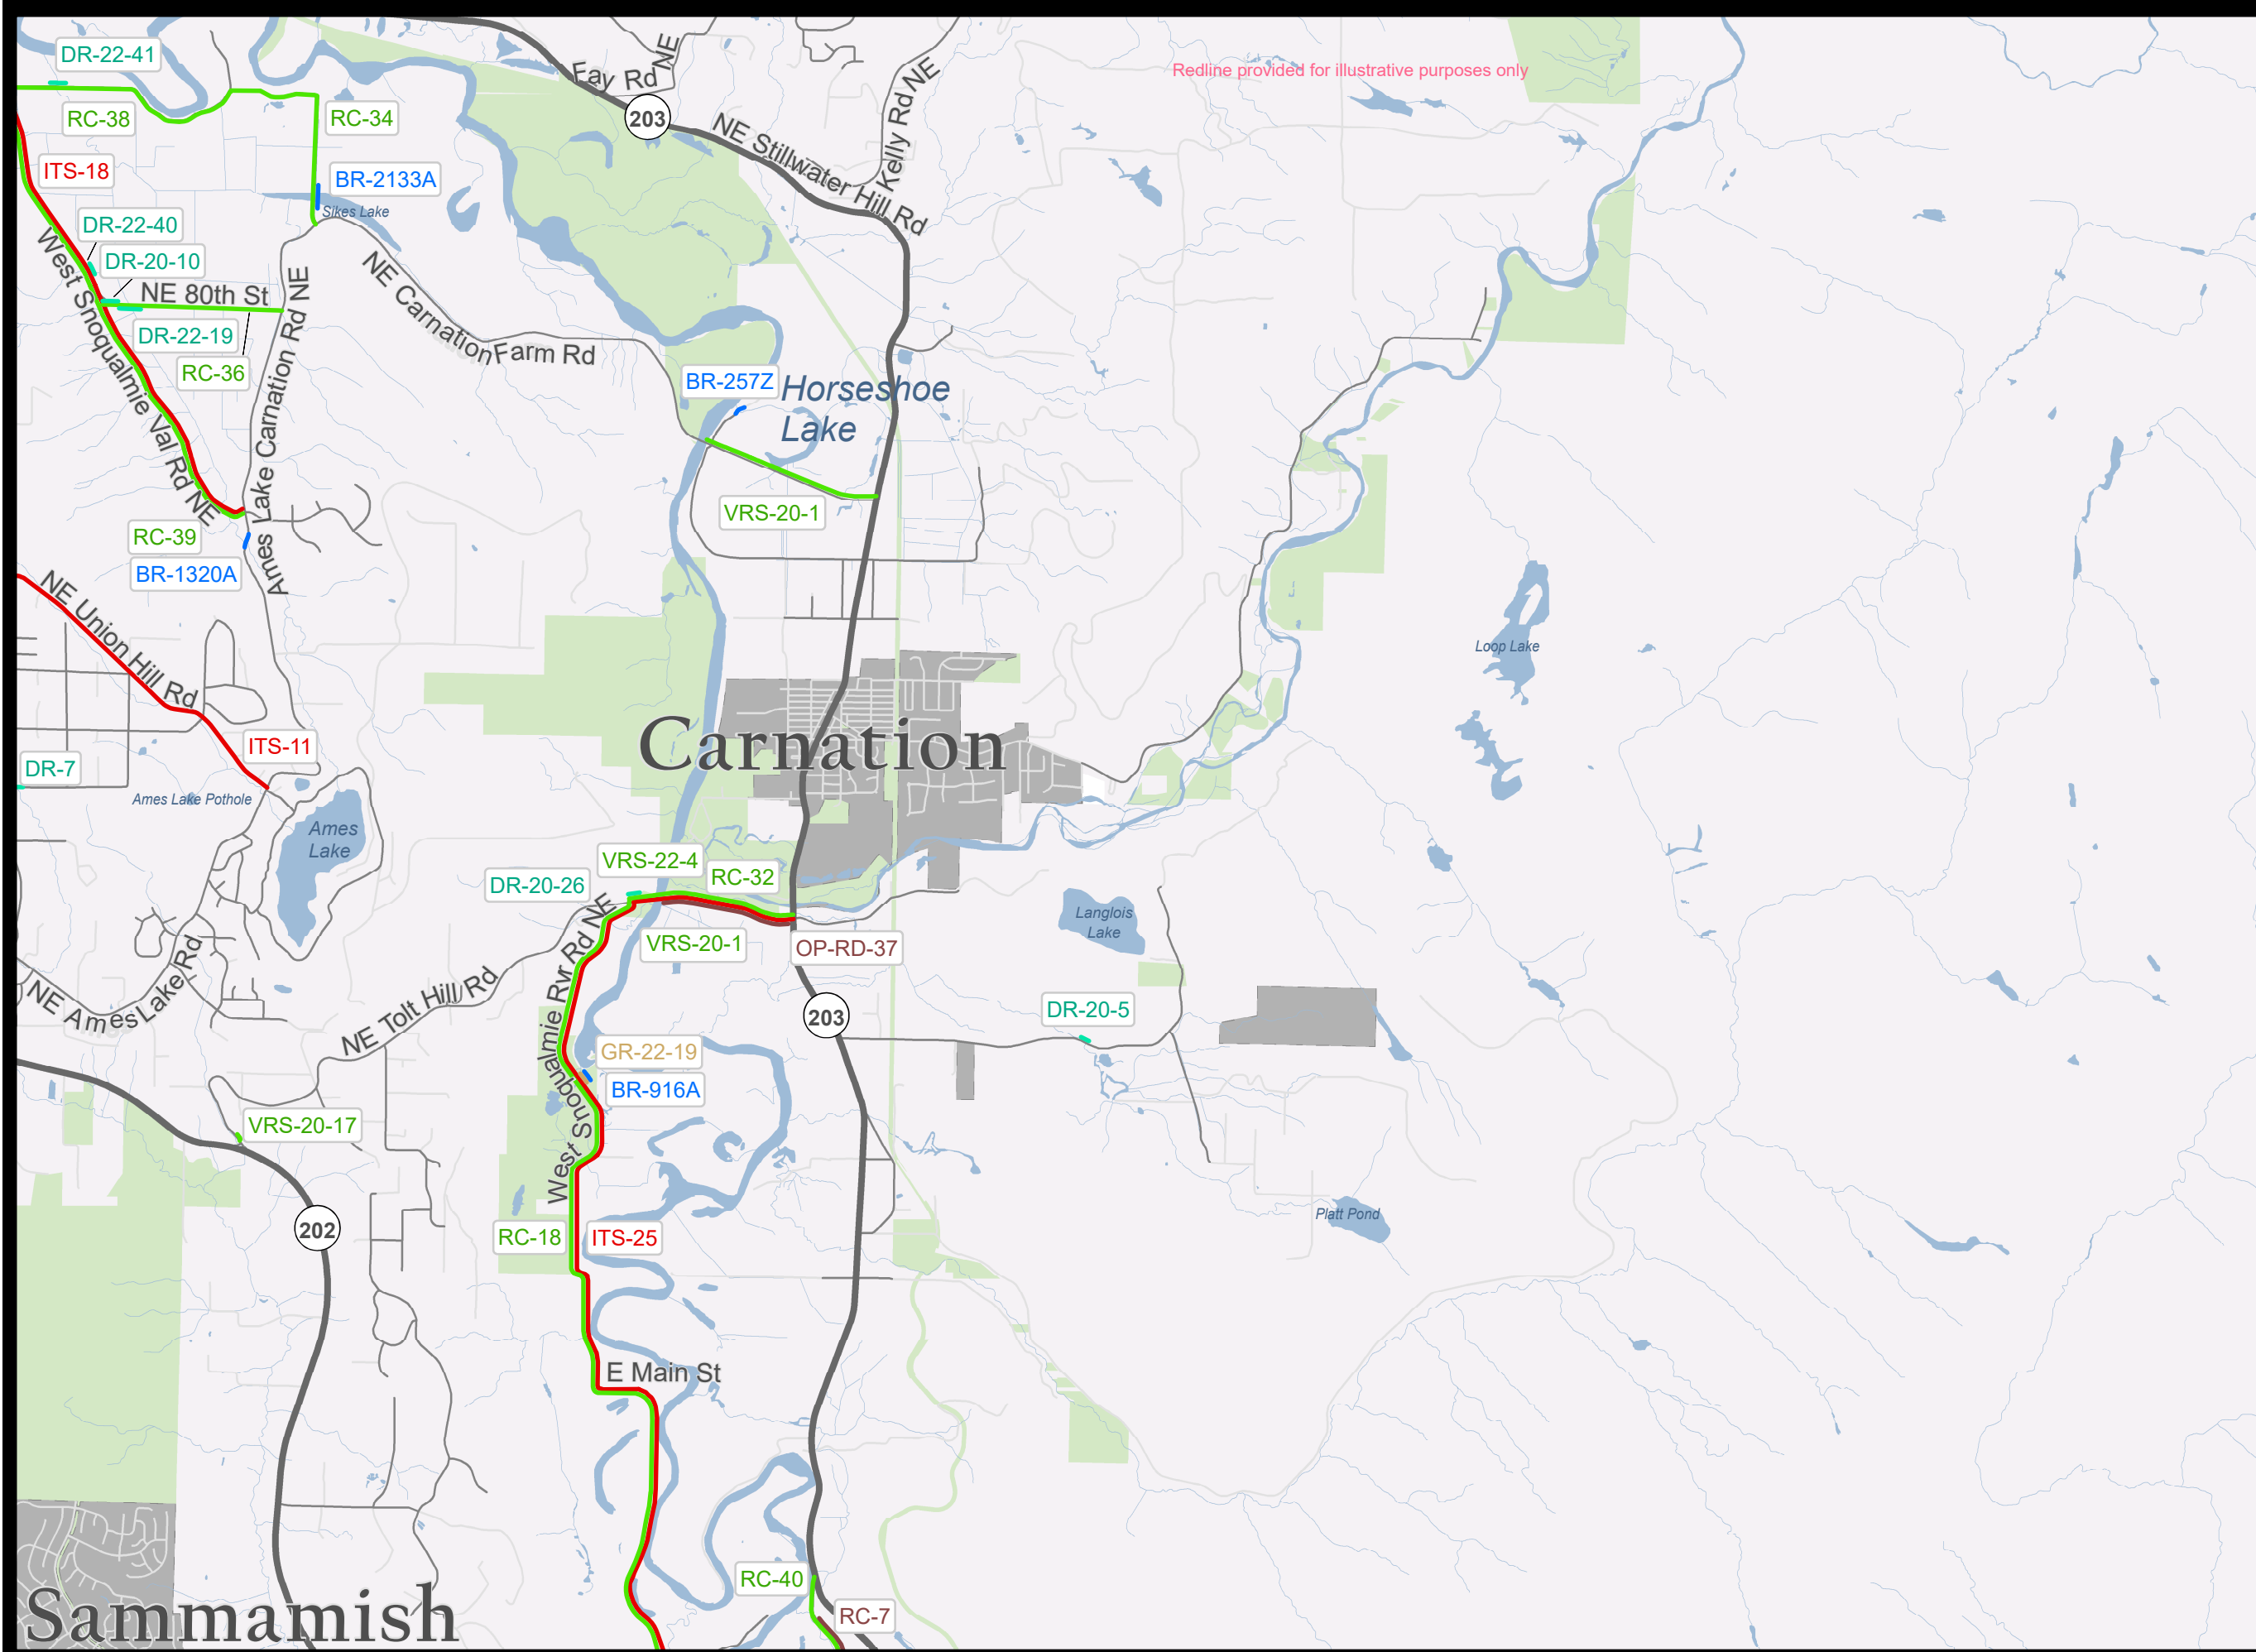 DR-22-41
Fay Rd NE
Redline provided for illustrative purposes only
RC-38
RC-34
203
NE Stillwater Hill Rd
Kelly Rd NE
ITS-18
BR-2133A
Sikes Lake
DR-22-40
DR-20-10
NE 80th St
West Snoqualmie Val Rd NE
NE Carnation Farm Rd
DR-22-19
RC-36
Ames Lake Carnation Rd NE
BR-257Z
Horseshoe
Lake
VRS-20-1
RC-39
BR-1320A
NE Union Hill Rd
Loop Lake
Carnation
ITS-11
DR-7
Ames Lake Pothole
Ames
Lake
VRS-22-4
RC-32
DR-20-26
Langlois
Lake
VRS-20-1
OP-RD-37
NE Ames Lake Rd
NE Tolt Hill Rd
West Snoqualmie Rvr Rd NE
203
DR-20-5
GR-22-19
BR-916A
VRS-20-17
Platt Pond
202
RC-18
ITS-25
E Main St
RC-40
RC-7
Sammamish